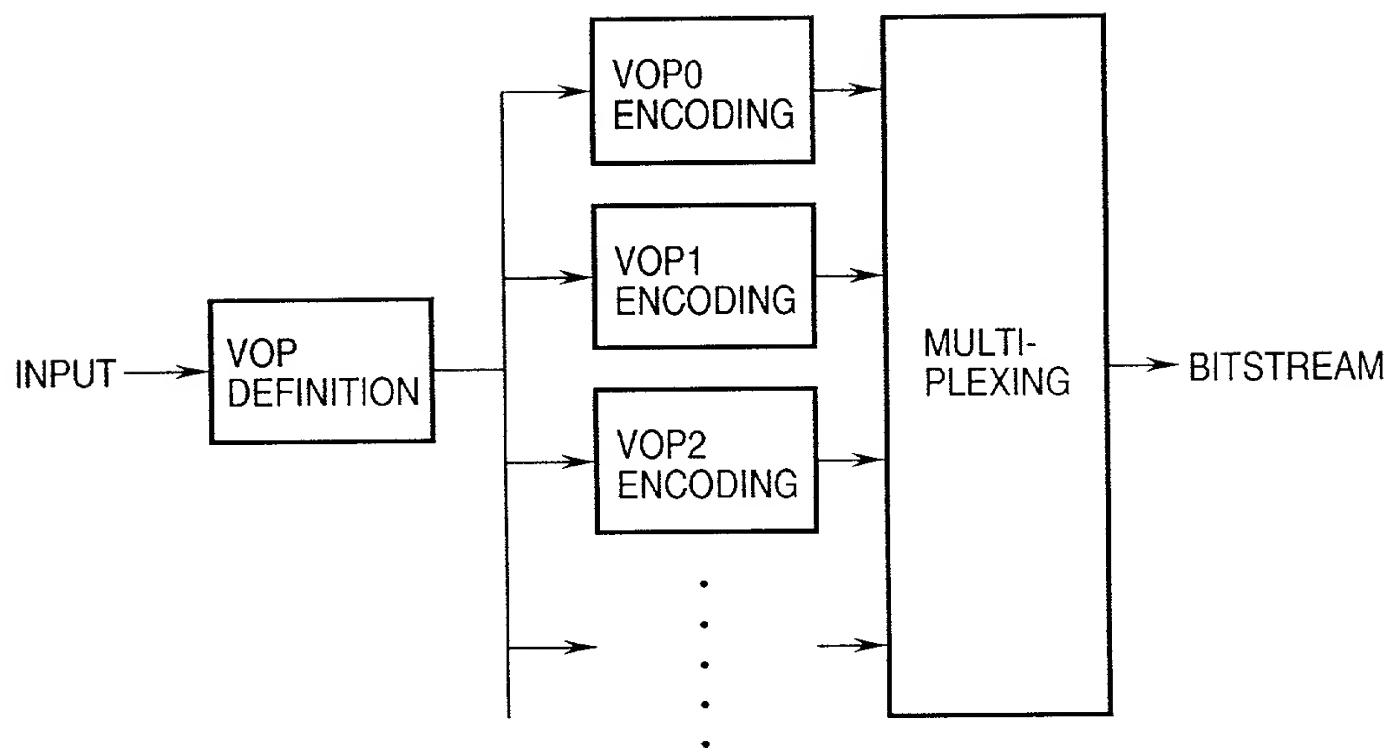 INPUT
VOP
DEFINITION
VOP0
ENCODING
VOP1
ENCODING
VOP2
ENCODING
MULTI-
PLEXING
BITSTREAM